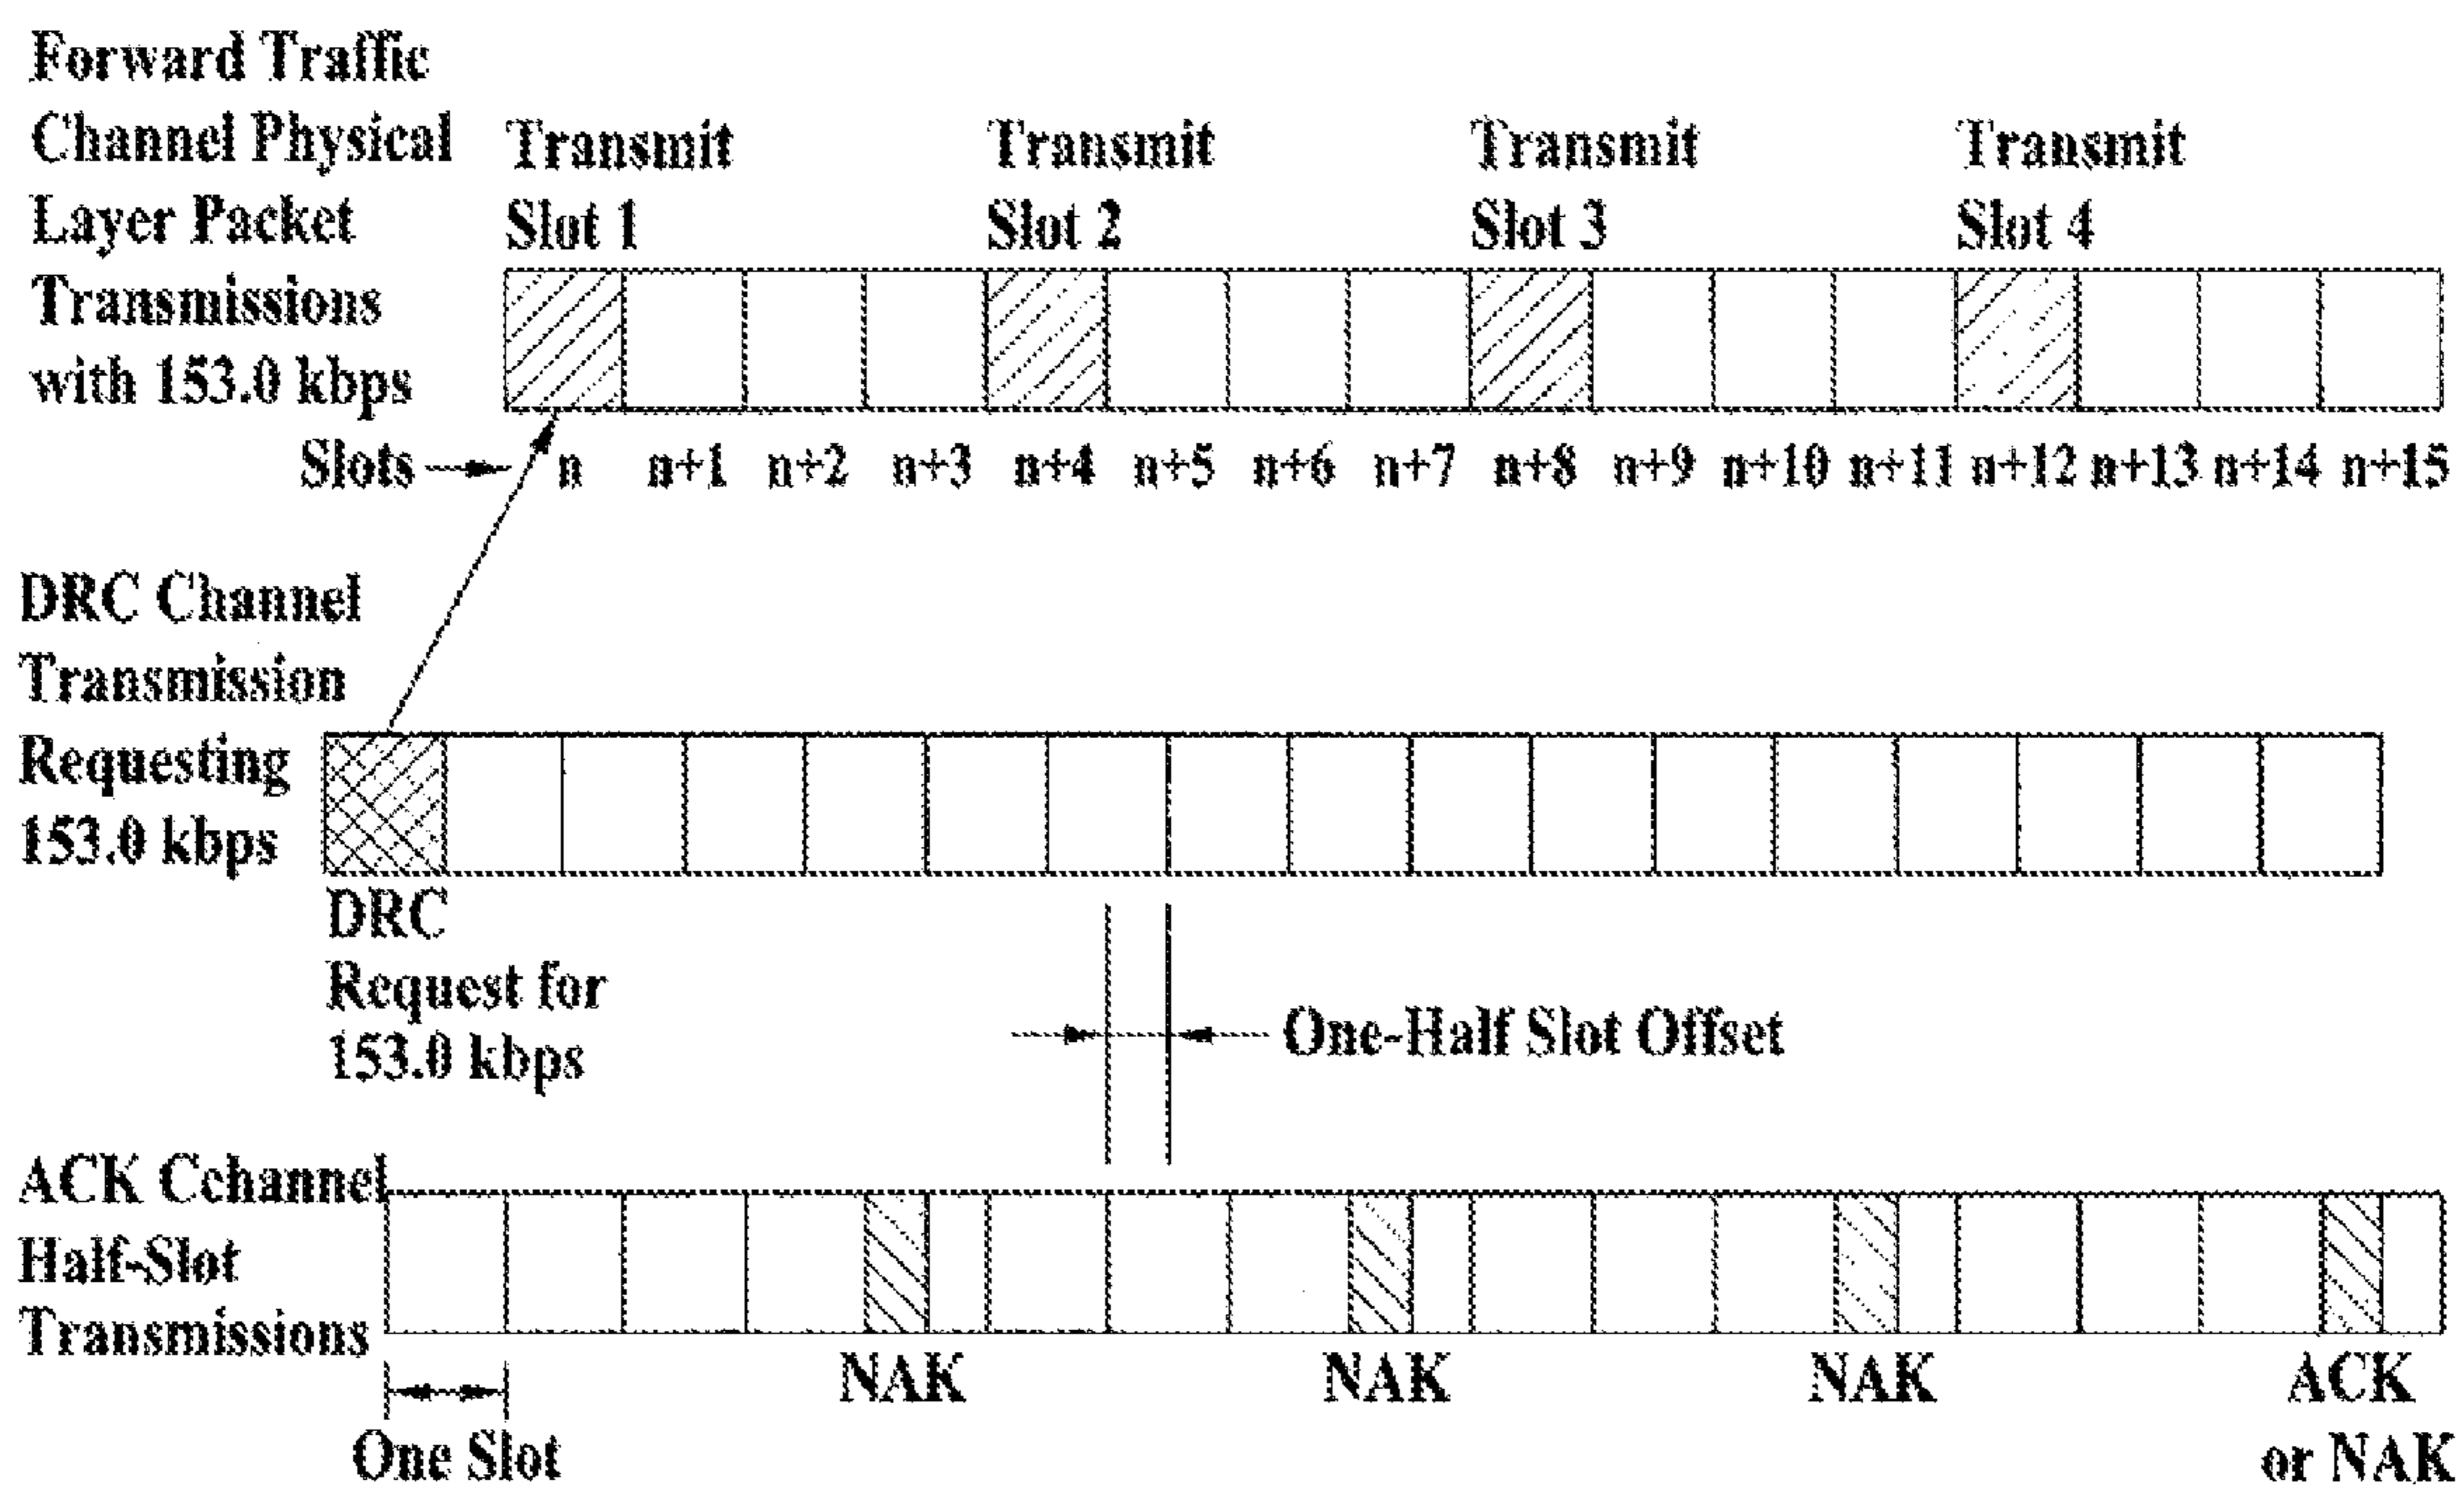 Forward Traffic
Channel Physical
Layer Packet
Transmissions
with 153.0 kbps
Transmit
Slot 1
Transmit
Slot 2
Transmit
Slot 3
Transmit
Slot 4
Slots n n+1 n+2 n+3 n+4 n+5 n+6 n+7 n+8 n+9 n+10 n+11 n+12 n+13 n+14 n+15
DRC Channel
Transmission
Requesting
153.0 kbps
DRC
Request for
153.0 kbps
One-Half Slot Offset
ACK Cchannel
Half-Slot
Transmissions
NAK NAK NAK ACK
or NAK
One Slot